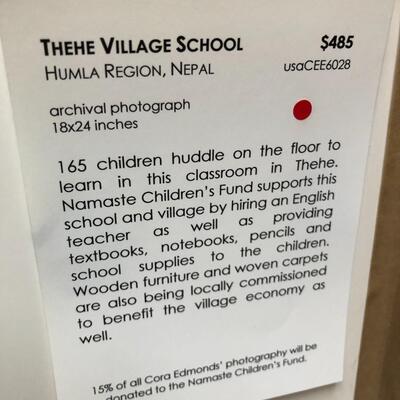 THEHE VILLAGE SCHOOL $485
HUMLA REGION, NEPAL usaCEE6028
archival photograph
18x24 inches
165 children huddle on the floor to
learn in this classroom in Thehe.
Namaste Children's Fund supports this
school and village by hiring an English
teacher as well as providing
textbooks, notebooks, pencils and
school supplies to the children.
Wooden furniture and woven carpets
are also being locally commissioned
to benefit the village economy as
well.
15% of all Cora Edmonds' photography will be
donated to the Namaste Children's Fund.